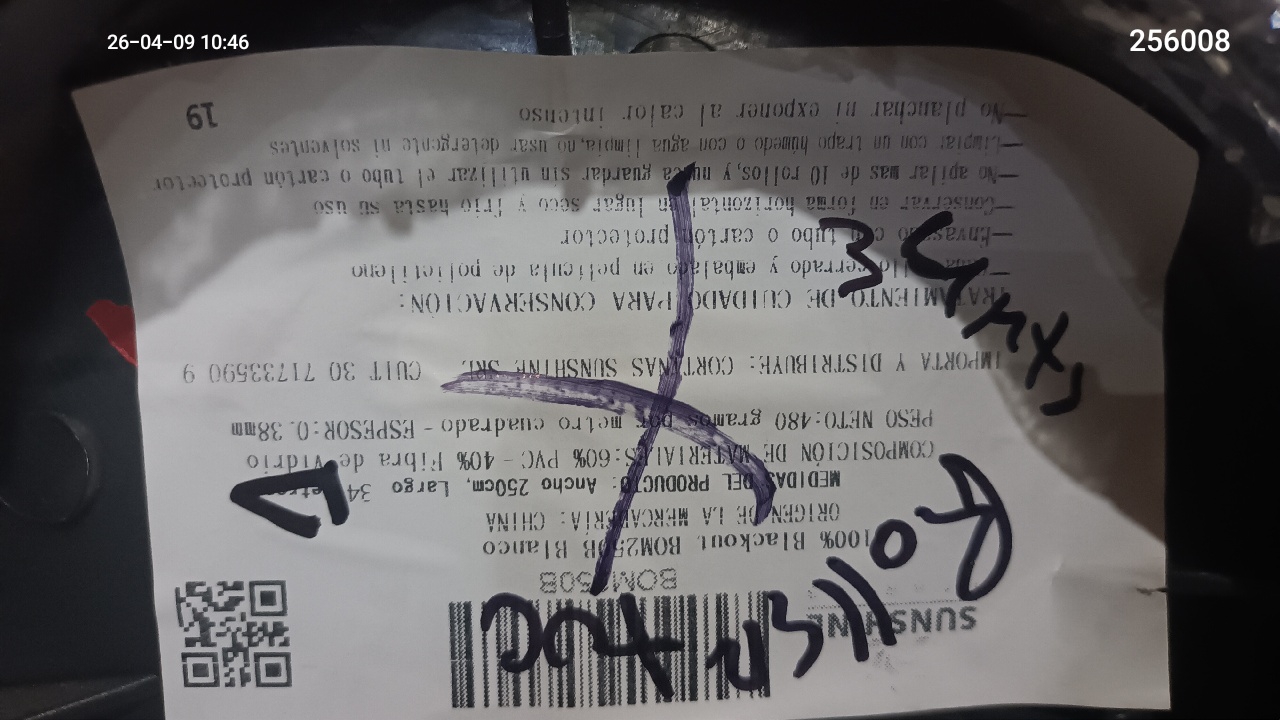 26-04-09 10:46
256008
SUNSHINE
BOM250B
100% Blackout BOM250B Blanco
ORIGEN DE LA MERCADERÍA: CHINA
MEDIDAS DEL PRODUCTO: Ancho 250cm, Largo 34
COMPOSICIÓN DE MATERIALES:60% PVC-40% Fibra de Vidrio
PESO NETO:480 gramos por metro cuadrado - ESPESOR:0.38mm
IMPORTA Y DISTRIBUYE: CORTINAS SUNSHINE SRL CUIT 30 71733590 9
TRATAMIENTO DE CUIDADO PARA CONSERVACIÓN:
cerrado y embalado en película de polietileno
—Envasado con tubo o cartón protector
—Conservar en forma horizontal en lugar seco y frío hasta su uso
—No apilar mas de 10 rollos, y nunca guardar sin utilizar el tubo o cartón protector
—Limpiar con un trapo húmedo o con agua limpia, no usar detergente ni solventes
—No planchar ni exponer al calor intenso
19
Roller
34